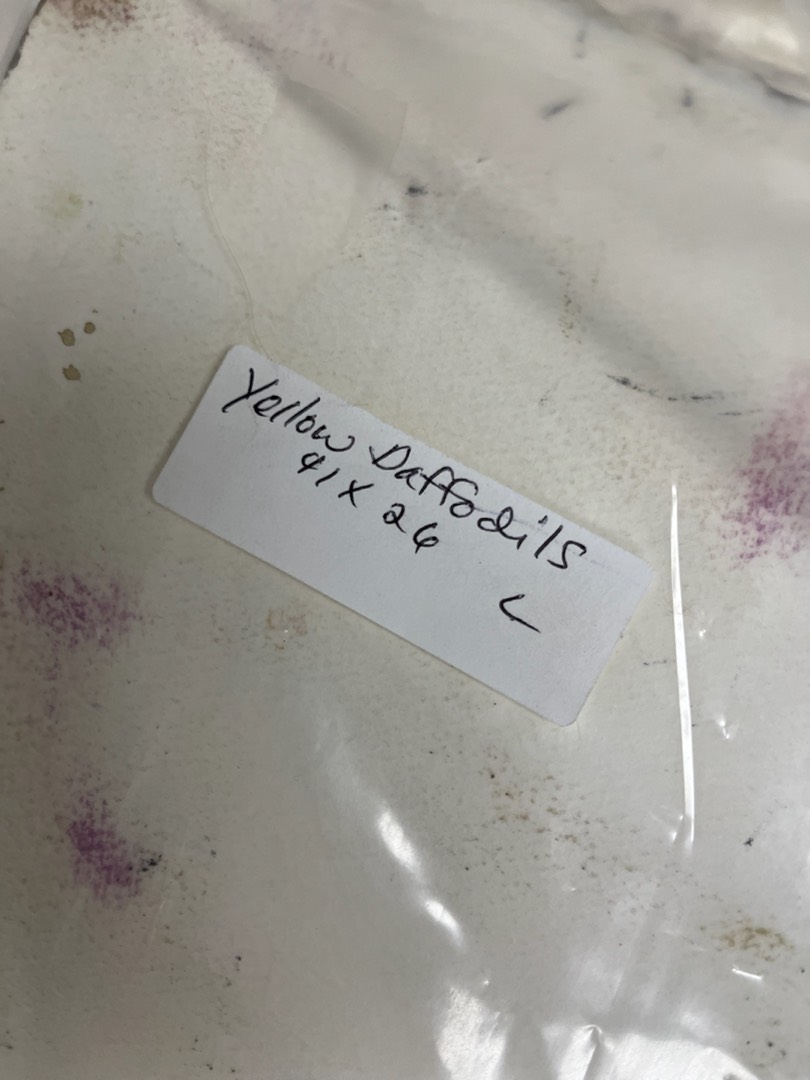 Yellow Daffodils
41 X 26
L